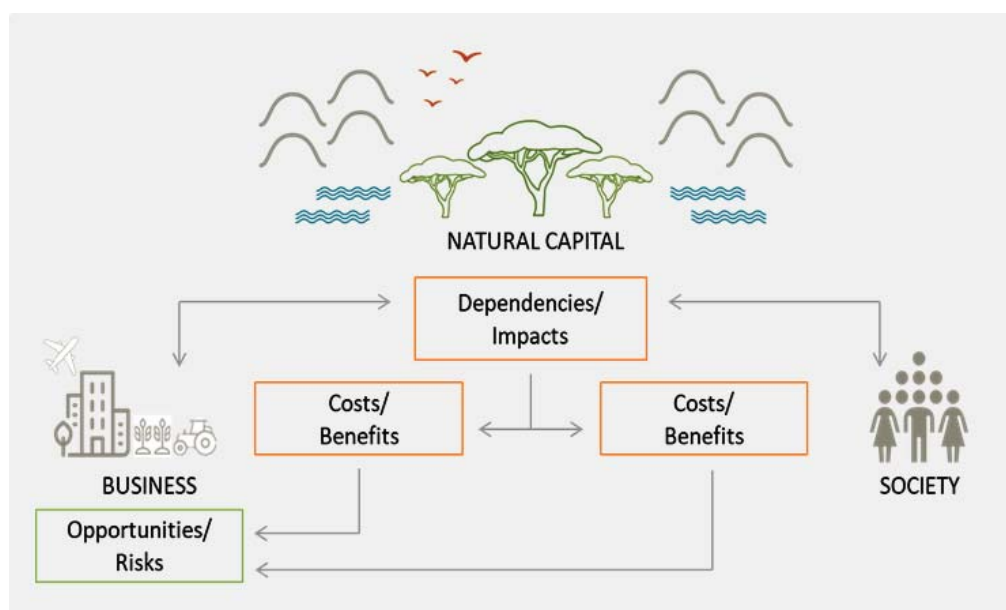 NATURAL CAPITAL
Dependencies/
Impacts
Costs/
Benefits
Costs/
Benefits
BUSINESS
SOCIETY
Opportunities/
Risks